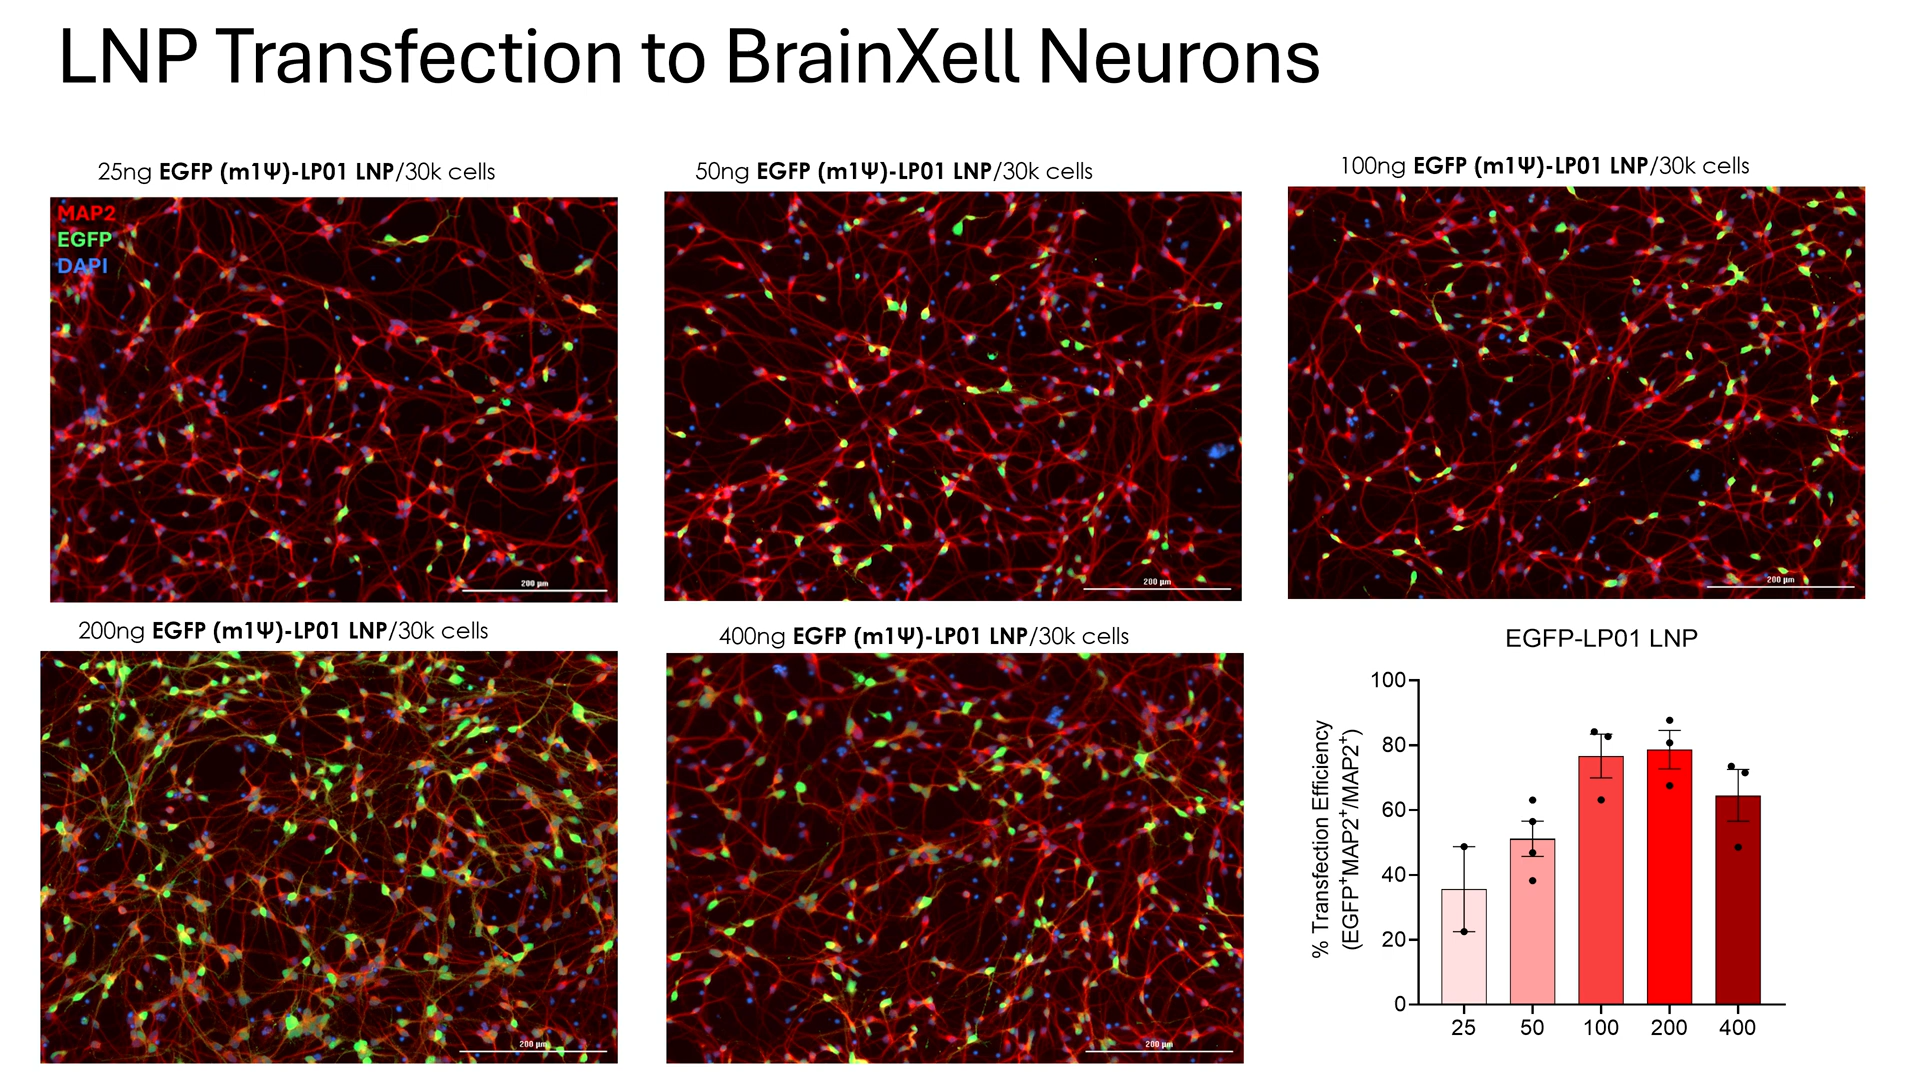 LNP Transfection to BrainXell Neurons
25ng EGFP (m1Ψ)-LP01 LNP/30k cells
MAP2
EGFP
DAPI
200 µm
50ng EGFP (m1Ψ)-LP01 LNP/30k cells
200 µm
100ng EGFP (m1Ψ)-LP01 LNP/30k cells
200 µm
200ng EGFP (m1Ψ)-LP01 LNP/30k cells
200 µm
400ng EGFP (m1Ψ)-LP01 LNP/30k cells
200 µm
EGFP-LP01 LNP
% Transfection Efficiency
(EGFP⁺MAP2⁺/MAP2⁺)
100
80
60
40
20
0
25 50 100 200 400